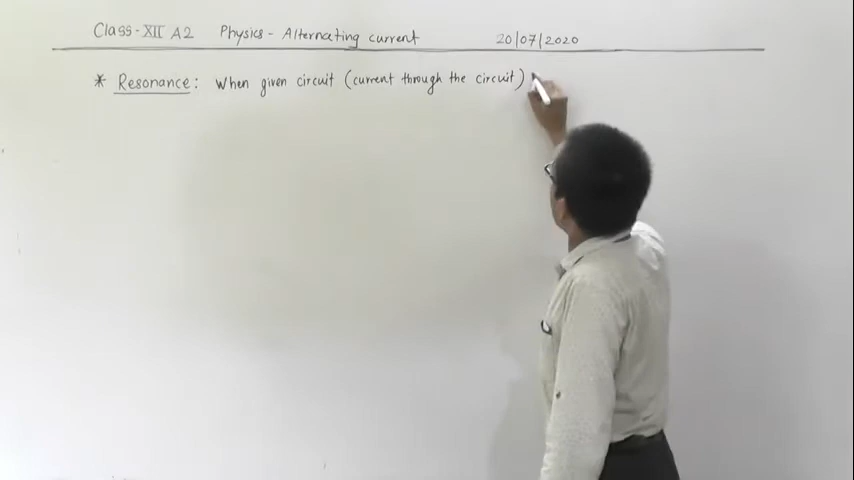 Class-XII A2 Physics - Alternating current 20/07/2020
* Resonance: When given circuit (current through the circuit)